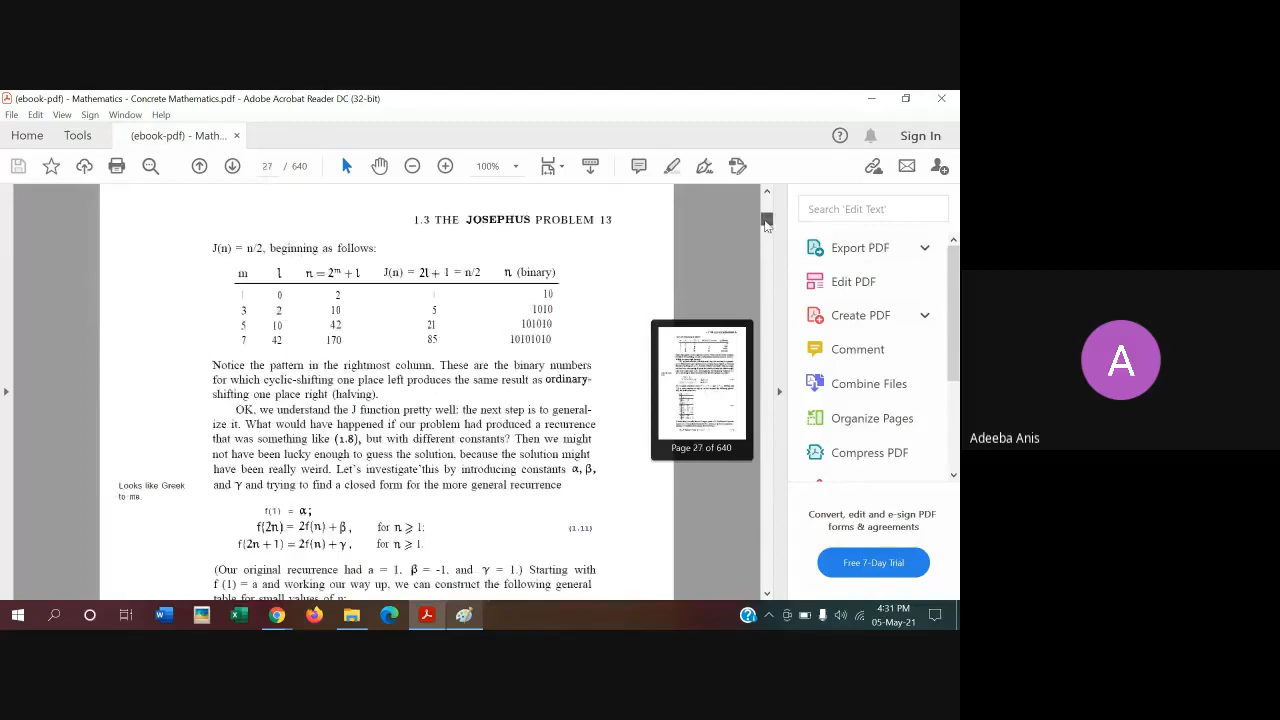 (ebook-pdf) - Mathematics - Concrete Mathematics.pdf - Adobe Acrobat Reader DC (32-bit)
File Edit View Sign Window Help
Home Tools (ebook-pdf) - Math... × Sign In
27 / 640 100%
1.3 THE JOSEPHUS PROBLEM 13
J(n) = n/2, beginning as follows:
m l n = 2^m + l J(n) = 2l + 1 = n/2 n (binary)
1 0 2 1 10
3 2 10 5 1010
5 10 42 21 101010
7 42 170 85 10101010
Notice the pattern in the rightmost column. These are the binary numbers
for which cyclic-shifting one place left produces the same result as ordinary-
shifting one place right (halving).
OK, we understand the J function pretty well; the next step is to general-
ize it. What would have happened if our problem had produced a recurrence
that was something like (1.8), but with different constants? Then we might
not have been lucky enough to guess the solution, because the solution might
have been really weird. Let's investigate this by introducing constants α, β,
and γ and trying to find a closed form for the more general recurrence
Looks like Greek
to me.
f(1) = α;
f(2n) = 2f(n) + β, for n ⩾ 1;
(1.11)
f(2n + 1) = 2f(n) + γ, for n ⩾ 1.
(Our original recurrence had a = 1, β = -1, and γ = 1.) Starting with
f (1) = a and working our way up, we can construct the following general
table for small values of n:
Page 27 of 640
Search 'Edit Text'
Export PDF
Edit PDF
Create PDF
Comment
Combine Files
Organize Pages
Compress PDF
Convert, edit and e-sign PDF
forms & agreements
Free 7-Day Trial
4:31 PM
05-May-21
A
Adeeba Anis